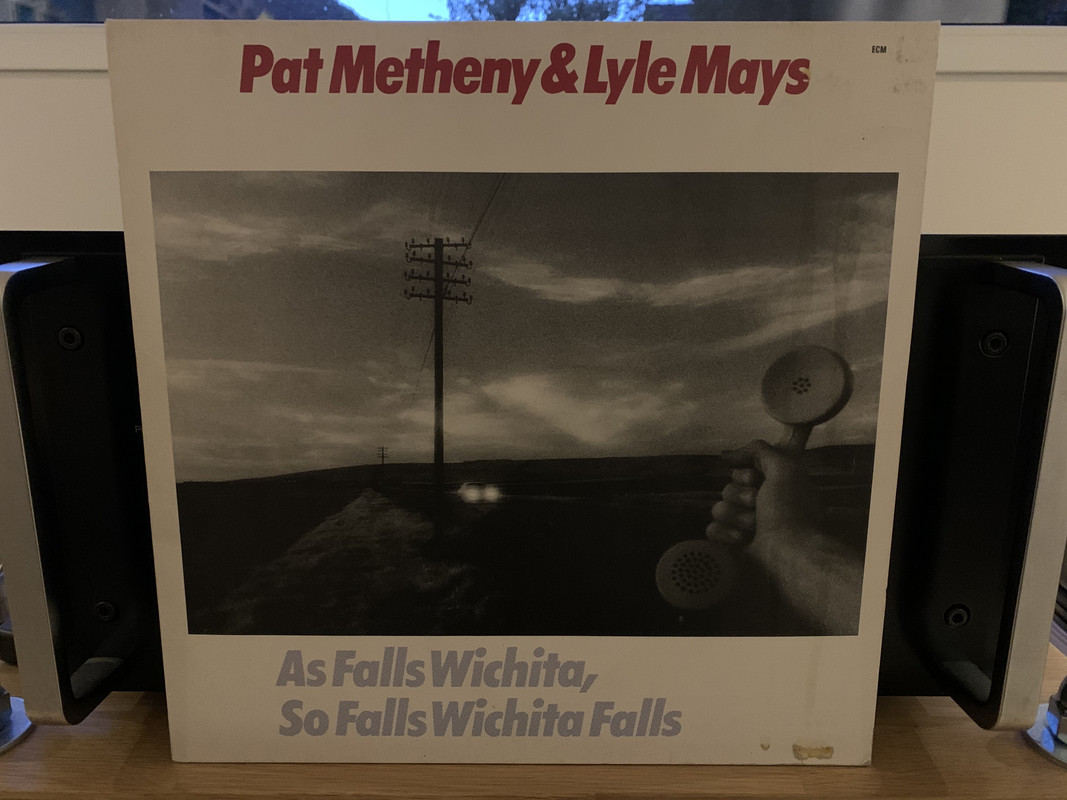 Pat Metheny & Lyle Mays
ECM
As Falls Wichita,
So Falls Wichita Falls